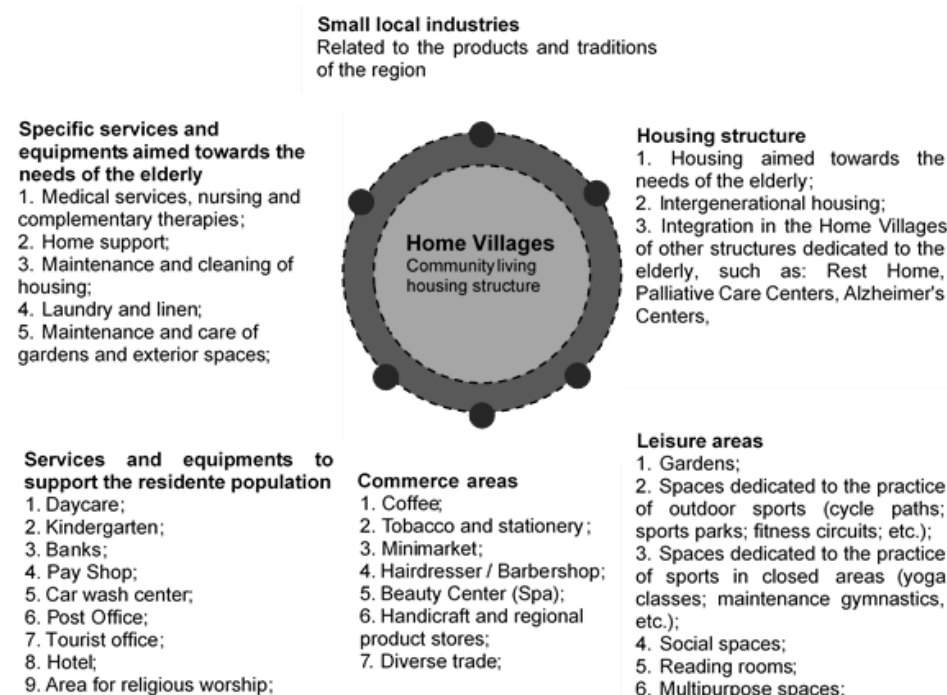 Small local industries
Related to the products and traditions
of the region
Specific services and
equipments aimed towards the
needs of the elderly
1. Medical services, nursing and
complementary therapies;
2. Home support;
3. Maintenance and cleaning of
housing;
4. Laundry and linen;
5. Maintenance and care of
gardens and exterior spaces;
Home Villages
Community living
housing structure
Housing structure
1. Housing aimed towards the
needs of the elderly;
2. Intergenerational housing;
3. Integration in the Home Villages
of other structures dedicated to the
elderly, such as: Rest Home,
Palliative Care Centers, Alzheimer's
Centers,
Services and equipments to
support the residente population
1. Daycare;
2. Kindergarten;
3. Banks;
4. Pay Shop;
5. Car wash center;
6. Post Office;
7. Tourist office;
8. Hotel;
9. Area for religious worship;
Commerce areas
1. Coffee;
2. Tobacco and stationery;
3. Minimarket;
4. Hairdresser / Barbershop;
5. Beauty Center (Spa);
6. Handicraft and regional
product stores;
7. Diverse trade;
Leisure areas
1. Gardens;
2. Spaces dedicated to the practice
of outdoor sports (cycle paths;
sports parks; fitness circuits; etc.);
3. Spaces dedicated to the practice
of sports in closed areas (yoga
classes; maintenance gymnastics,
etc.);
4. Social spaces;
5. Reading rooms;
6. Multipurpose spaces;